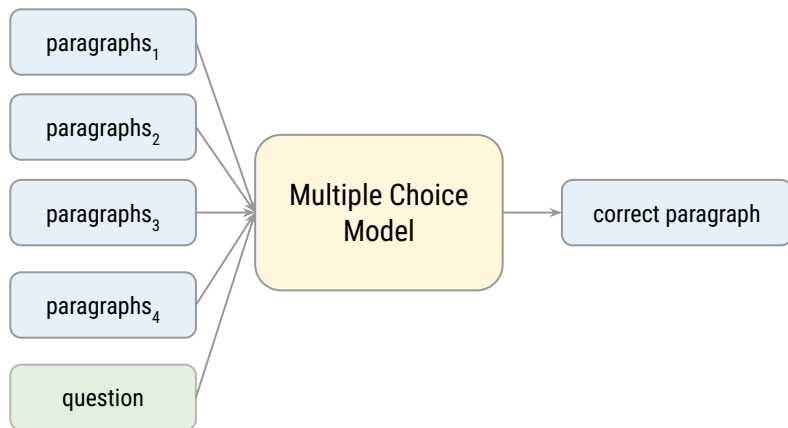 paragraphs₁
paragraphs₂
paragraphs₃
paragraphs₄
question
Multiple Choice
Model
correct paragraph